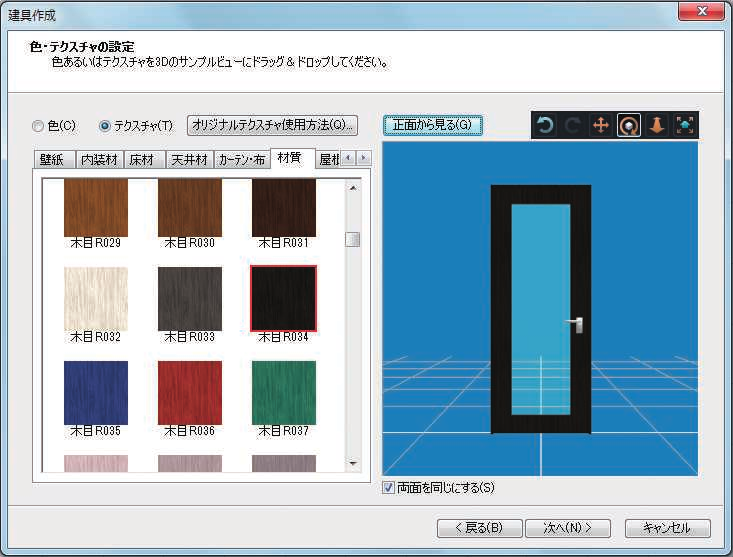 建具作成
色・テクスチャの設定
色あるいはテクスチャを3Dのサンプルビューにドラッグ＆ドロップしてください。
色(C) テクスチャ(T) オリジナルテクスチャ使用方法(Q)... 正面から見る(G)
壁紙 内装材 床材 天井材 カーテン・布 材質 屋根
木目R029 木目R030 木目R031
木目R032 木目R033 木目R034
木目R035 木目R036 木目R037
両面を同じにする(S)
< 戻る(B) 次へ(N) > キャンセル